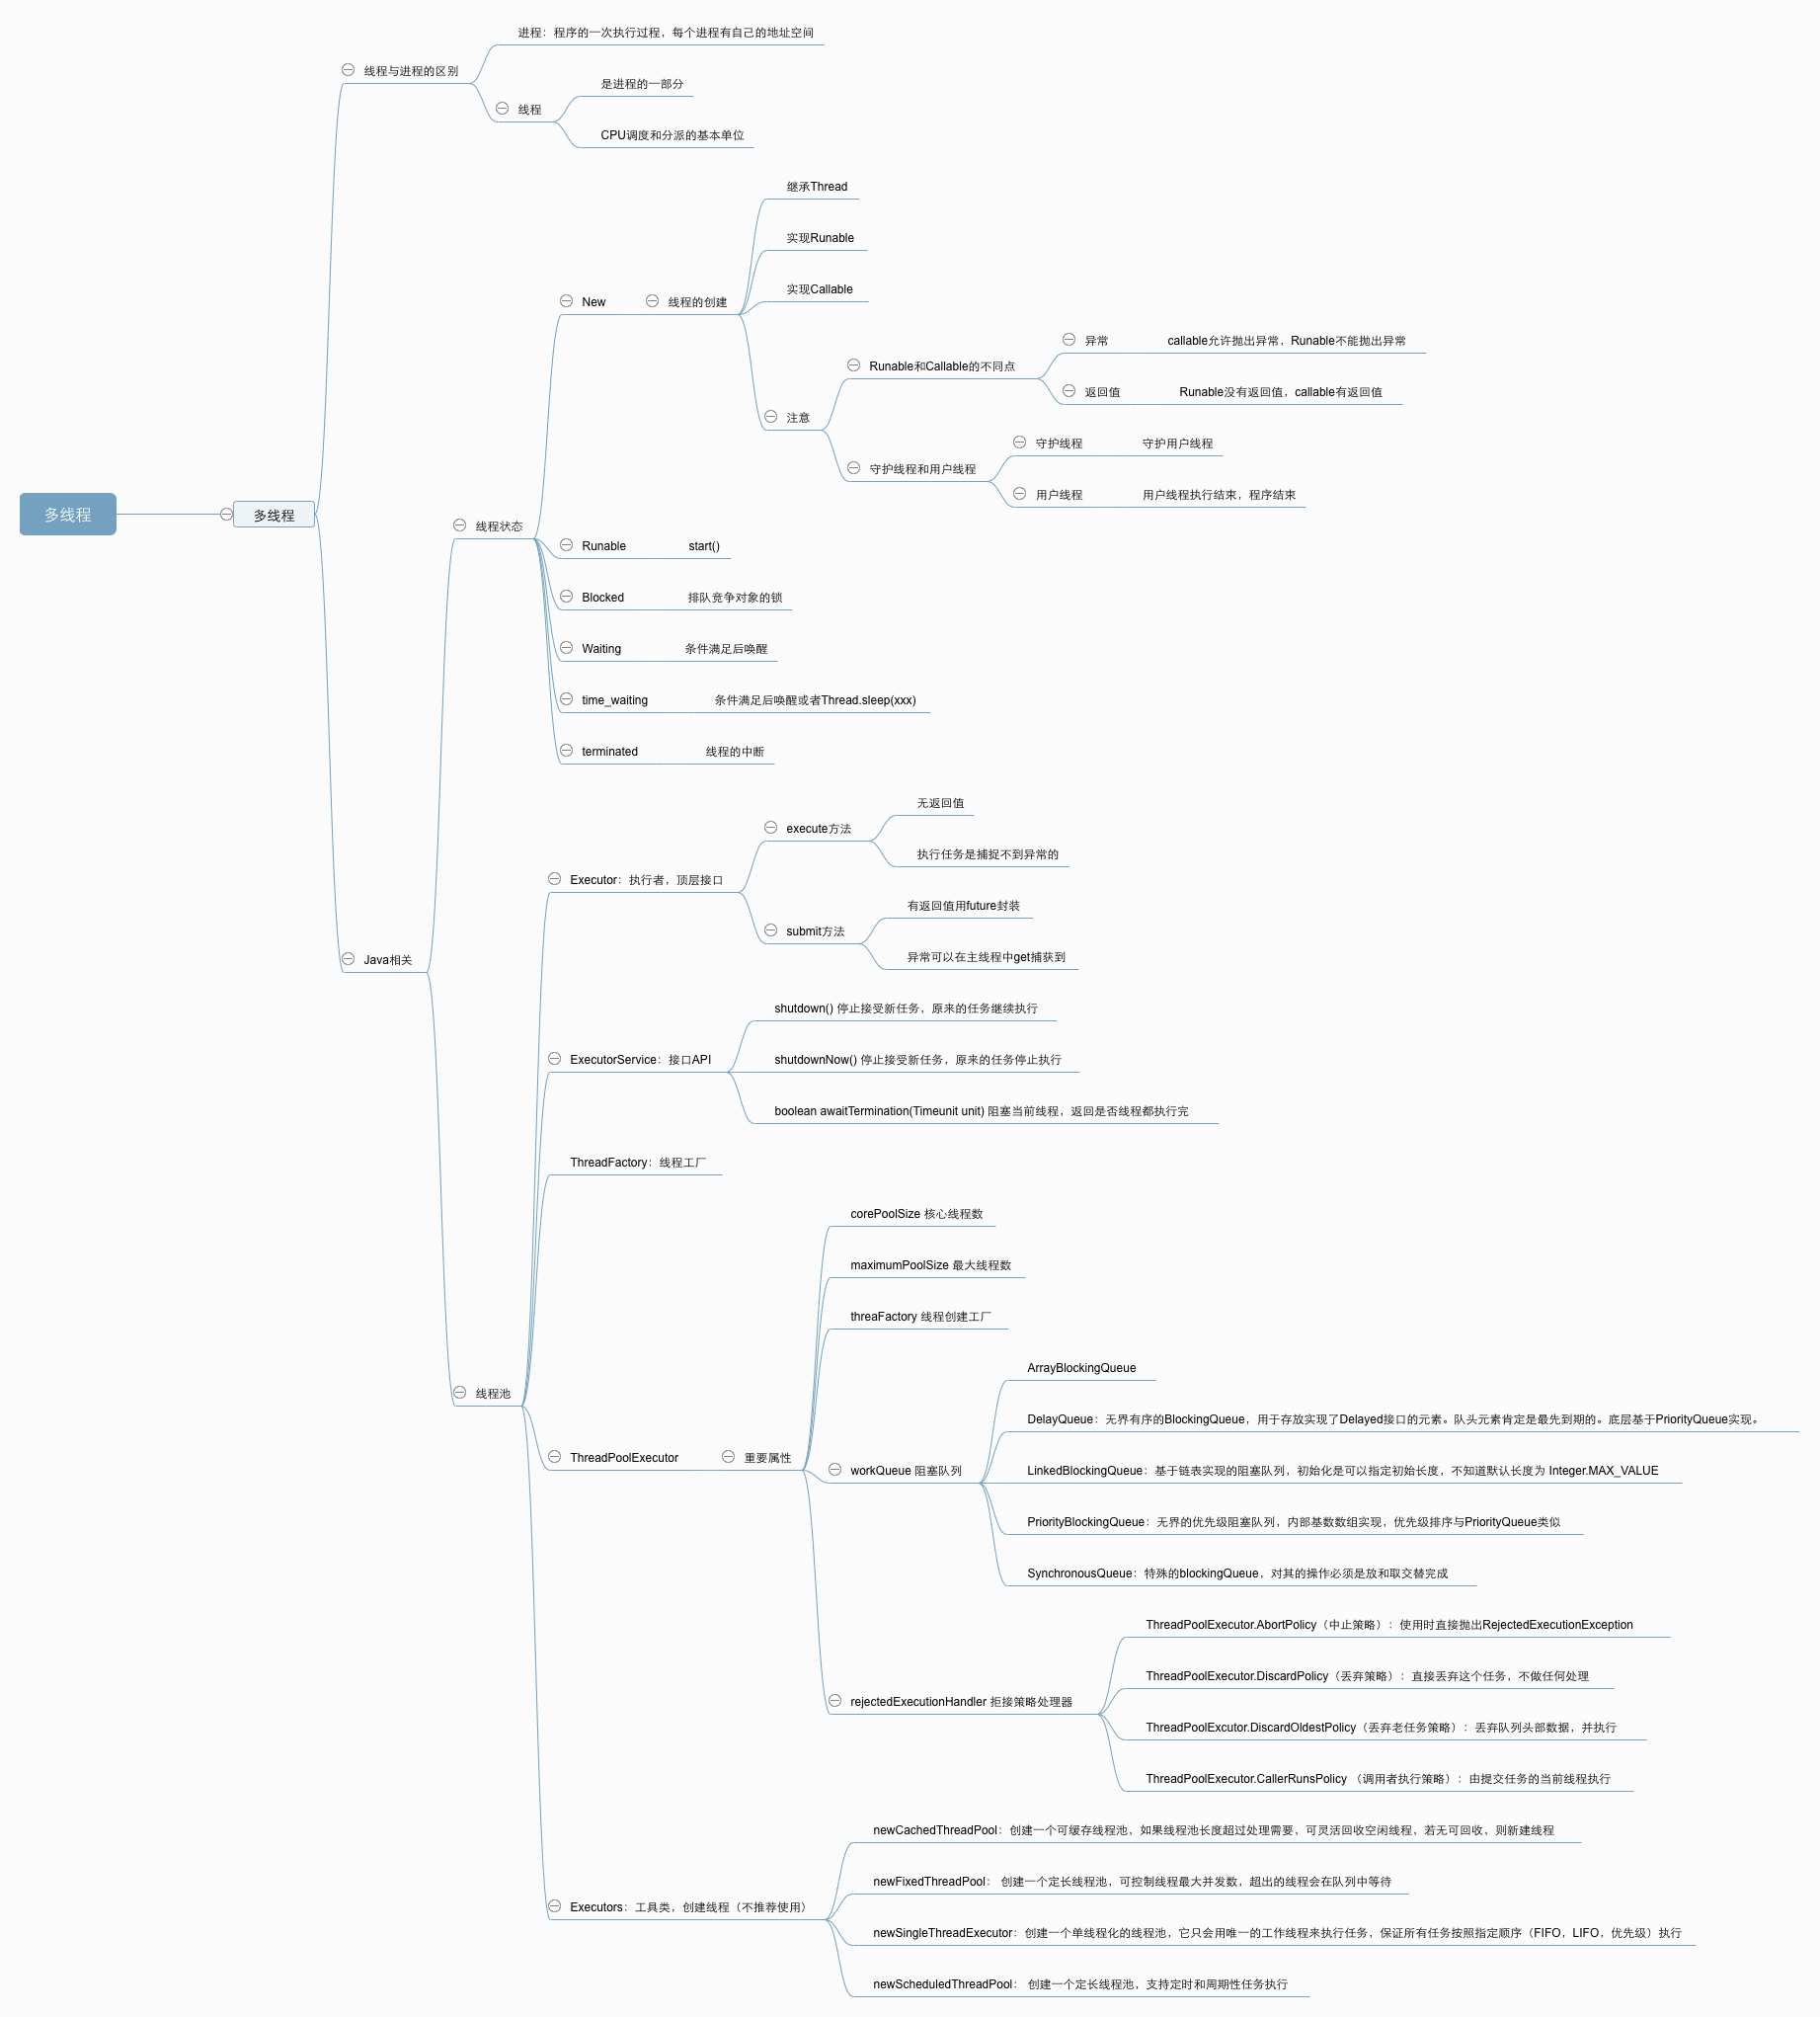 进程：程序的一次执行过程，每个进程有自己的地址空间
线程与进程的区别
是进程的一部分
线程
CPU调度和分派的基本单位
继承Thread
实现Runable
实现Callable
New
线程的创建
异常
callable允许抛出异常，Runable不能抛出异常
Runable和Callable的不同点
返回值
Runable没有返回值，callable有返回值
注意
守护线程
守护用户线程
守护线程和用户线程
用户线程
用户线程执行结束，程序结束
多线程
多线程
线程状态
Runable
start()
Blocked
排队竞争对象的锁
Waiting
条件满足后唤醒
time_waiting
条件满足后唤醒或者Thread.sleep(xxx)
terminated
线程的中断
无返回值
execute方法
执行任务是捕捉不到异常的
Executor：执行者，顶层接口
有返回值用future封装
submit方法
异常可以在主线程中get捕获到
Java相关
shutdown() 停止接受新任务，原来的任务继续执行
ExecutorService：接口API
shutdownNow() 停止接受新任务，原来的任务停止执行
boolean awaitTermination(Timeunit unit) 阻塞当前线程，返回是否线程都执行完
ThreadFactory：线程工厂
corePoolSize 核心线程数
maximumPoolSize 最大线程数
threaFactory 线程创建工厂
ArrayBlockingQueue
线程池
DelayQueue：无界有序的BlockingQueue，用于存放实现了Delayed接口的元素。队头元素肯定是最先到期的。底层基于PriorityQueue实现。
ThreadPoolExecutor
重要属性
workQueue 阻塞队列
LinkedBlockingQueue：基于链表实现的阻塞队列，初始化是可以指定初始长度，不知道默认长度为 Integer.MAX_VALUE
PriorityBlockingQueue：无界的优先级阻塞队列，内部基数数组实现，优先级排序与PriorityQueue类似
SynchronousQueue：特殊的blockingQueue，对其的操作必须是放和取交替完成
ThreadPoolExecutor.AbortPolicy（中止策略）：使用时直接抛出RejectedExecutionException
ThreadPoolExecutor.DiscardPolicy（丢弃策略）：直接丢弃这个任务，不做任何处理
rejectedExecutionHandler 拒接策略处理器
ThreadPoolExcutor.DiscardOldestPolicy（丢弃老任务策略）：丢弃队列头部数据，并执行
ThreadPoolExecutor.CallerRunsPolicy （调用者执行策略）：由提交任务的当前线程执行
newCachedThreadPool：创建一个可缓存线程池，如果线程池长度超过处理需要，可灵活回收空闲线程，若无可回收，则新建线程
newFixedThreadPool： 创建一个定长线程池，可控制线程最大并发数，超出的线程会在队列中等待
Executors：工具类，创建线程（不推荐使用）
newSingleThreadExecutor：创建一个单线程化的线程池，它只会用唯一的工作线程来执行任务，保证所有任务按照指定顺序（FIFO，LIFO，优先级）执行
newScheduledThreadPool： 创建一个定长线程池，支持定时和周期性任务执行